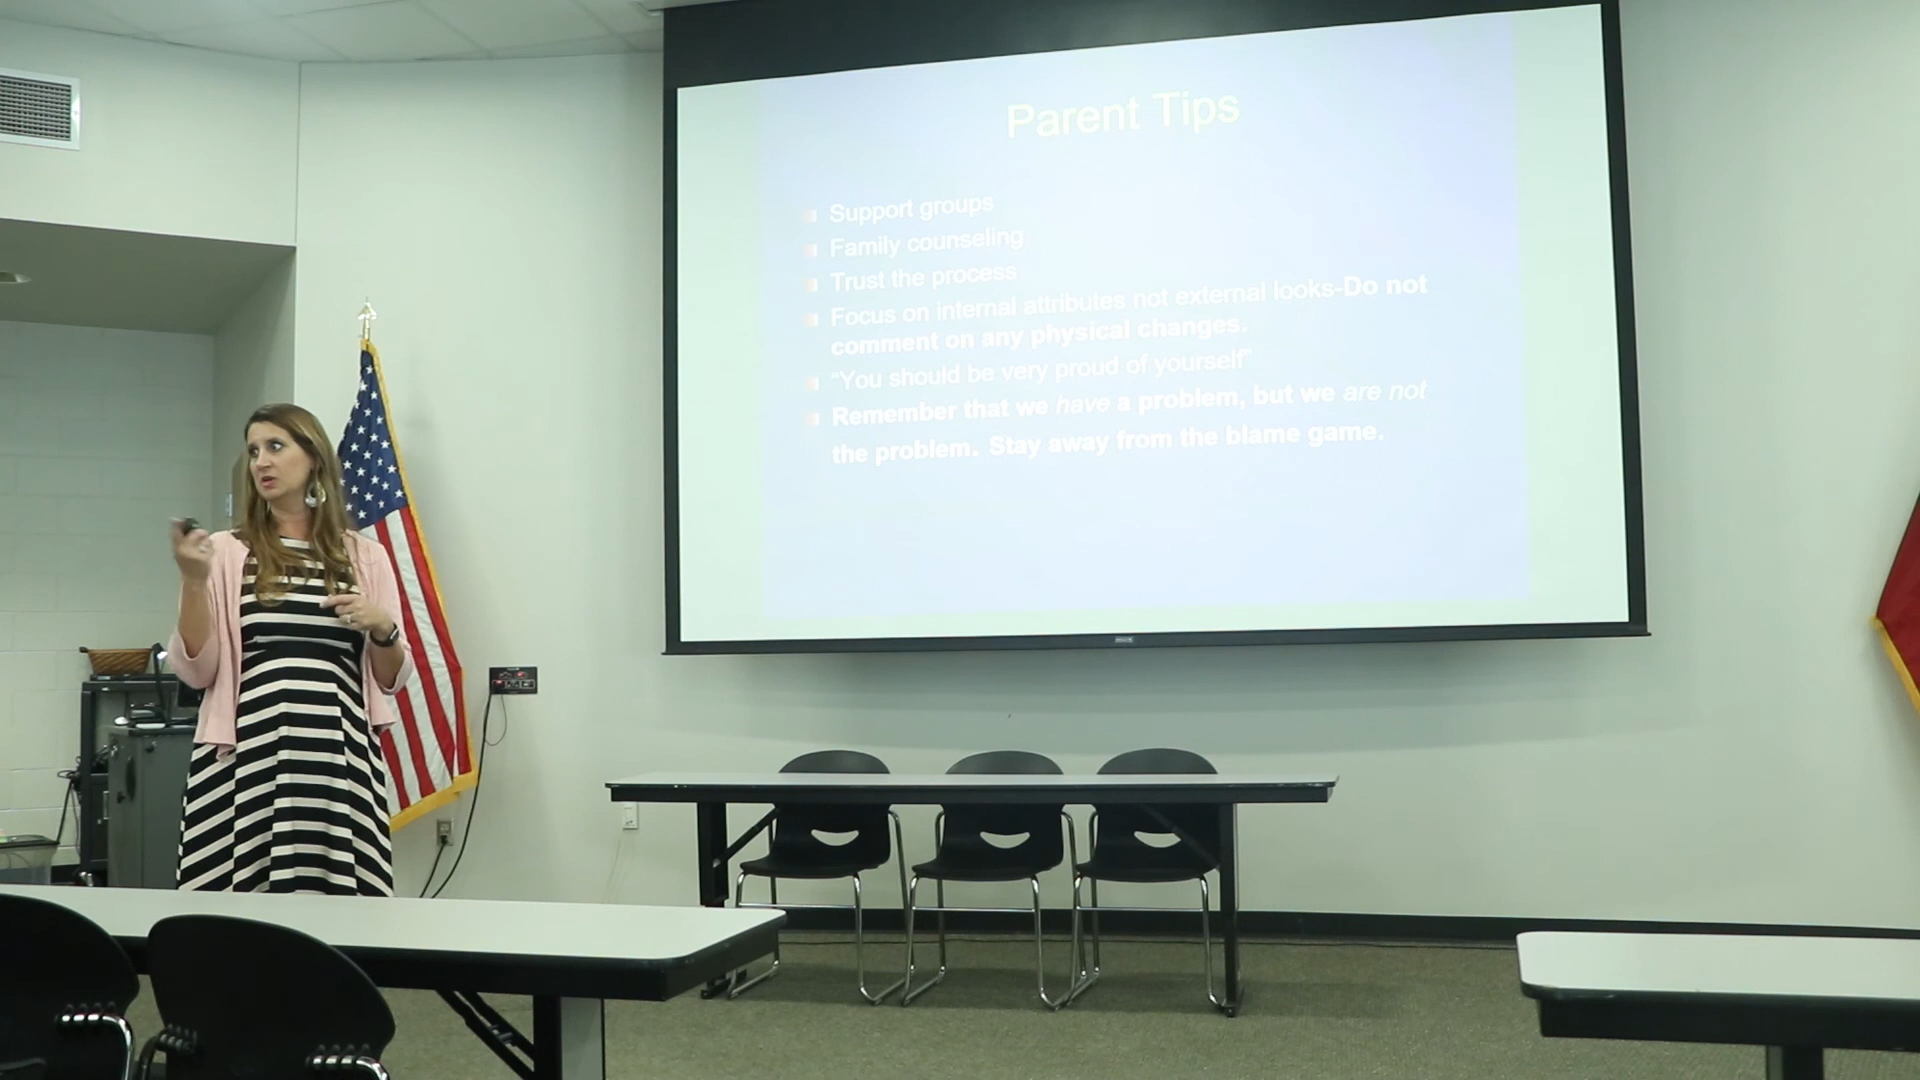 Parent Tips
Support groups
Family counseling
Trust the process
Focus on internal attributes not external looks-Do not
comment on any physical changes.
“You should be very proud of yourself”
Remember that we have a problem, but we are not
the problem. Stay away from the blame game.